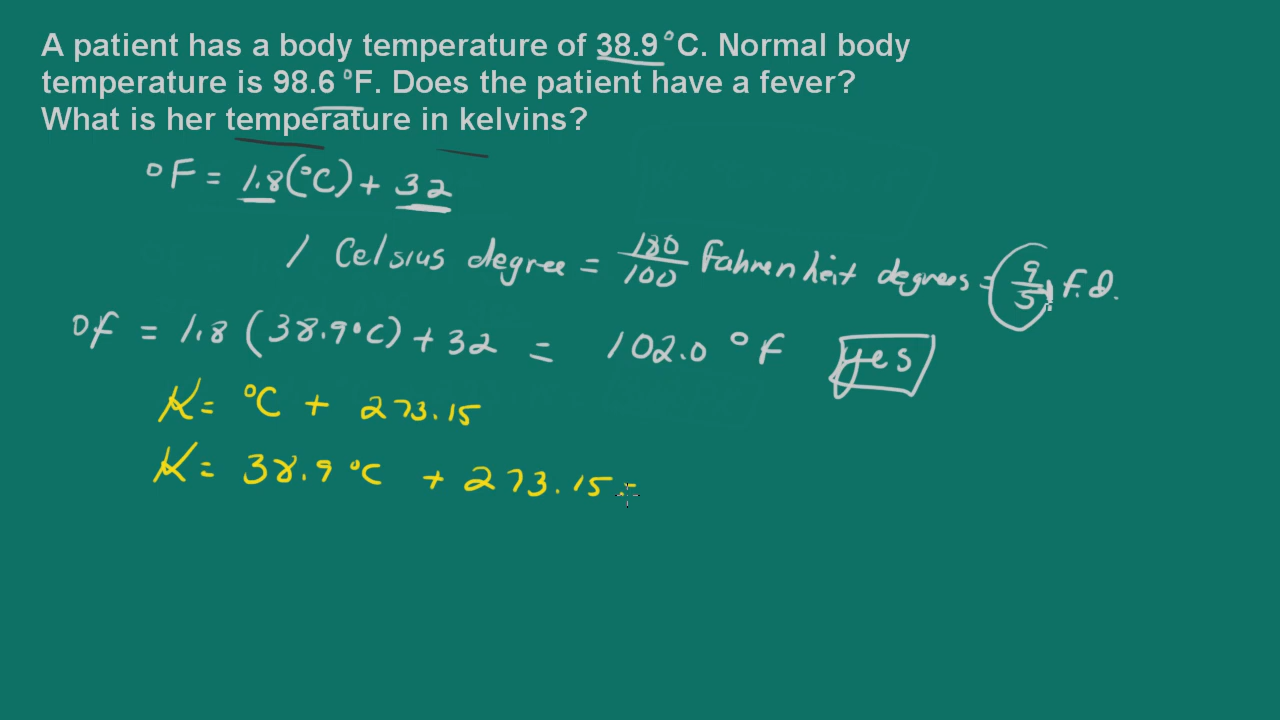 A patient has a body temperature of 38.9 °C. Normal body
temperature is 98.6 °F. Does the patient have a fever?
What is her temperature in kelvins?
°F = 1.8(°C) + 32
1 Celsius degree = 180/100 Fahrenheit degrees = 9/5 F.D.
°F = 1.8 (38.9°C) + 32 = 102.0 °F yes
K = °C + 273.15
K = 38.9 °C + 273.15 =